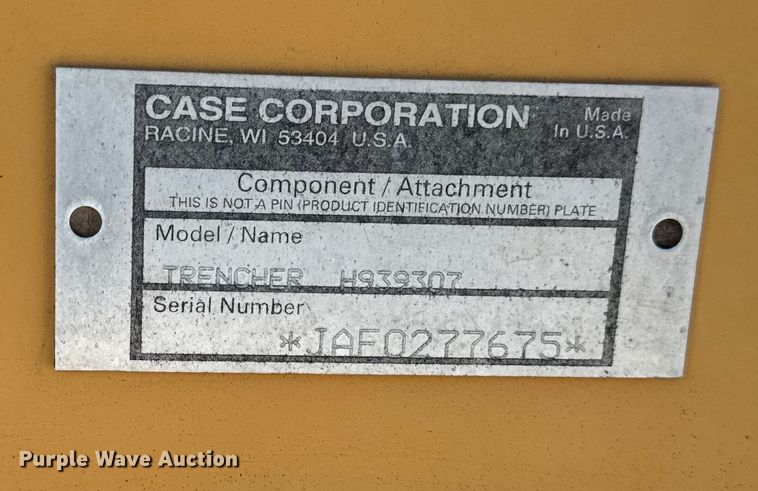 CASE CORPORATION
RACINE, WI 53404 U.S.A.
Made
In U.S.A.
Component / Attachment
THIS IS NOT A PIN (PRODUCT IDENTIFICATION NUMBER) PLATE
Model / Name
TRENCHER H939307
Serial Number
*JAF0277675*
Purple Wave Auction